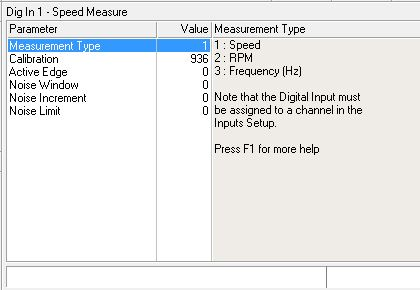 Dig In 1 - Speed Measure
Parameter Value Measurement Type
Measurement Type 1
Calibration 936
Active Edge 0
Noise Window 0
Noise Increment 0
Noise Limit 0
1 : Speed
2 : RPM
3 : Frequency (Hz)
Note that the Digital Input must
be assigned to a channel in the
Inputs Setup.
Press F1 for more help